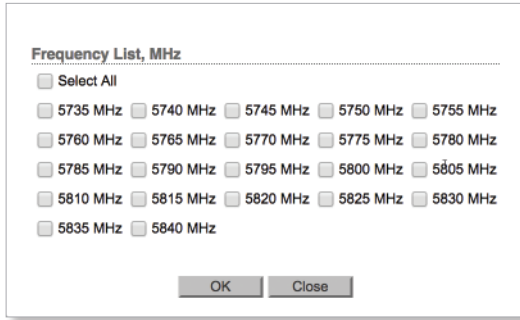 Frequency List, MHz
Select All
5735 MHz 5740 MHz 5745 MHz 5750 MHz 5755 MHz
5760 MHz 5765 MHz 5770 MHz 5775 MHz 5780 MHz
5785 MHz 5790 MHz 5795 MHz 5800 MHz 5805 MHz
5810 MHz 5815 MHz 5820 MHz 5825 MHz 5830 MHz
5835 MHz 5840 MHz
OK Close